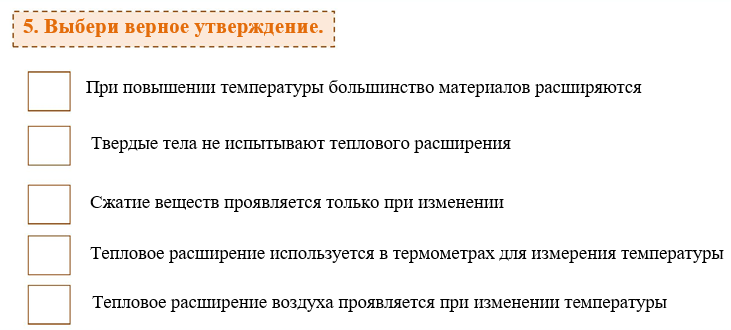 5. Выбери верное утверждение.
При повышении температуры большинство материалов расширяются
Твердые тела не испытывают теплового расширения
Сжатие веществ проявляется только при изменении
Тепловое расширение используется в термометрах для измерения температуры
Тепловое расширение воздуха проявляется при изменении температуры